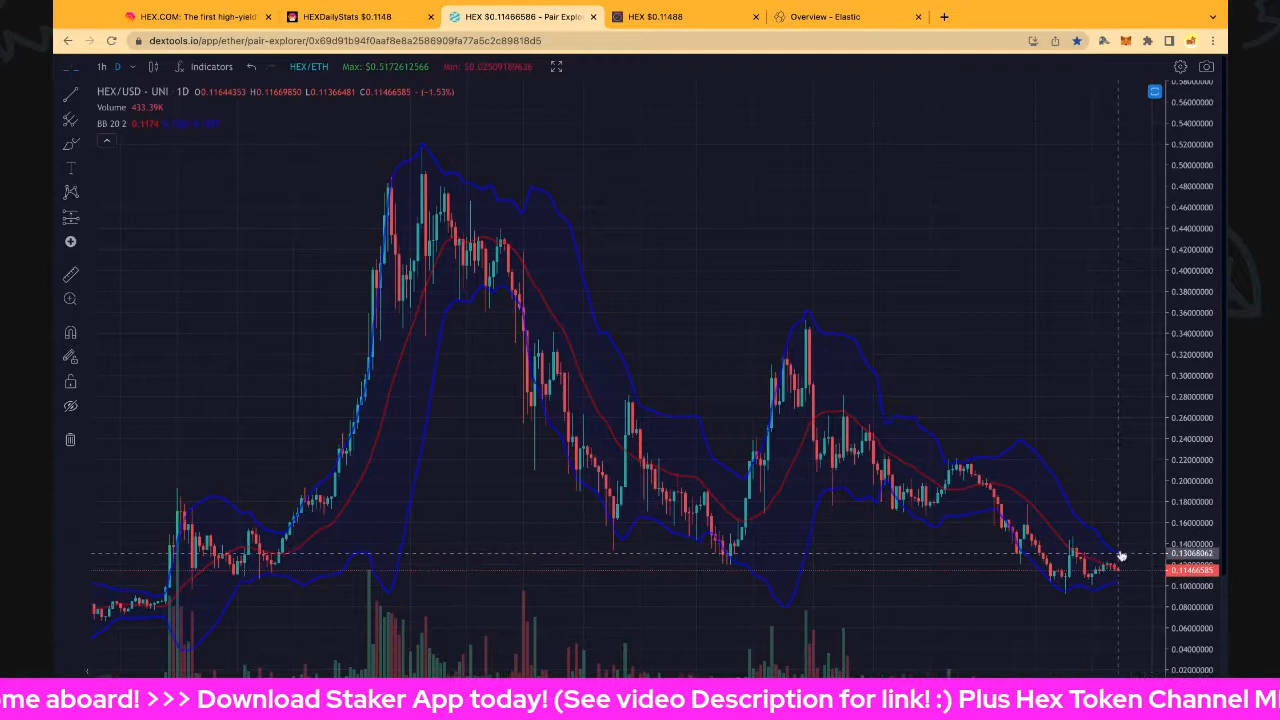 HEX.COM: The first high-yield
HEXDailyStats $0.1148
HEX $0.11466586 - Pair Explo
HEX $0.11488
Overview - Elastic
dextools.io/app/ether/pair-explorer/0x69d91b94f0aaf8e8a2586909fa77a5c2c89818d5
1h D Indicators HEX/ETH Max: $0.5172612566 Min: $0.02509189636
HEX/USD - UNI · 1D O0.11644353 H0.11669850 L0.11366481 C0.11466585 · (−1.53%)
Volume 433.39K
BB 20 2 0.1174
0.58000000
0.56000000
0.54000000
0.52000000
0.50000000
0.48000000
0.46000000
0.44000000
0.42000000
0.40000000
0.38000000
0.36000000
0.34000000
0.32000000
0.30000000
0.28000000
0.26000000
0.24000000
0.22000000
0.20000000
0.18000000
0.16000000
0.14000000
0.13068062
0.11466585
0.10000000
0.08000000
0.06000000
0.04000000
0.02000000
ome aboard! >>> Download Staker App today! (See video Description for link! :) Plus Hex Token Channel M